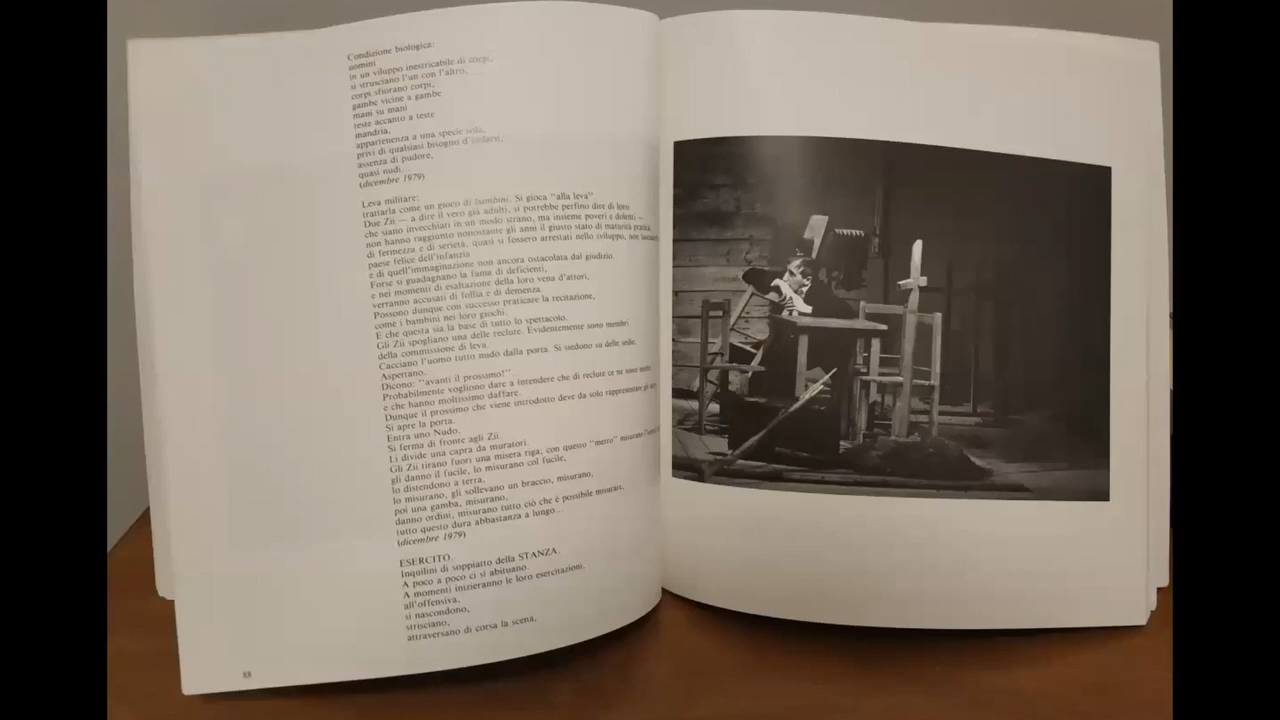 Condizione biologica:
uomini
in un viluppo inestricabile di corpi,
si strusciano l'un con l'altro,
corpi sfiorano corpi,
gambe vicine a gambe
mani su mani
teste accanto a teste
mandria,
appartenenza a una specie sola,
privi di qualsiasi bisogno d'isolarsi,
assenza di pudore,
quasi nudi...
(dicembre 1979)
Leva militare:
trattarla come un gioco di bambini. Si gioca "alla leva"
Due Zii — a dire il vero già adulti, si potrebbe perfino dire di loro
che siano invecchiati in un modo strano, ma insieme poveri e dolenti —
non hanno raggiunto nonostante gli anni il giusto stato di maturità pratica,
di fermezza e di serietà, quasi si fossero arrestati nello sviluppo, non
paese felice dell'infanzia
e di quell'immaginazione non ancora ostacolata dal giudizio.
Forse si guadagnano la fama di deficienti,
e nei momenti di esaltazione della loro vena d'attori,
verranno accusati di follia e di demenza.
Possono dunque con successo praticare la recitazione,
come i bambini nei loro giochi.
E che questa sia la base di tutto lo spettacolo.
Gli Zii spogliano una delle reclute. Evidentemente sono membri
della commissione di leva.
Cacciano l'uomo tutto nudo dalla porta. Si siedono su delle sedie.
Aspettano.
Dicono: "avanti il prossimo!"...
Probabilmente vogliono dare a intendere che di reclute ce ne sono molte
e che hanno moltissimo daffare.
Dunque il prossimo che viene introdotto deve da solo rappresentare gli altri
Si apre la porta.
Entra uno Nudo.
Si ferma di fronte agli Zii
Li divide una capra da muratori.
Gli Zii tirano fuori una misera riga; con questo "metro" misurano
gli danno il fucile, lo misurano col fucile,
lo distendono a terra,
lo misurano, gli sollevano un braccio, misurano,
poi una gamba, misurano,
danno ordini, misurano tutto ciò che è possibile misurare,
tutto questo dura abbastanza a lungo...
(dicembre 1979)
ESERCITO.
Inquilini di soppiatto della STANZA.
A poco a poco ci si abituano.
A momenti inizieranno le loro esercitazioni,
all'offensiva,
si nascondono,
strisciano,
attraversano di corsa la scena,
88